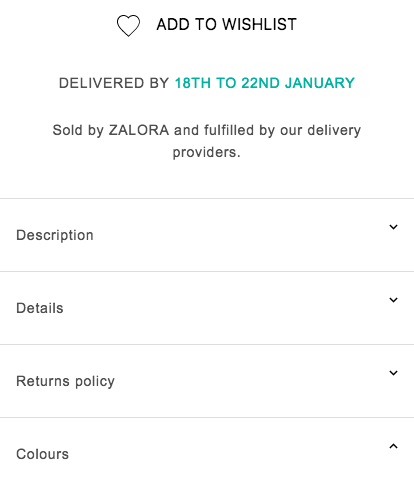 ADD TO WISHLIST
DELIVERED BY 18TH TO 22ND JANUARY
Sold by ZALORA and fulfilled by our delivery
providers.
Description
Details
Returns policy
Colours